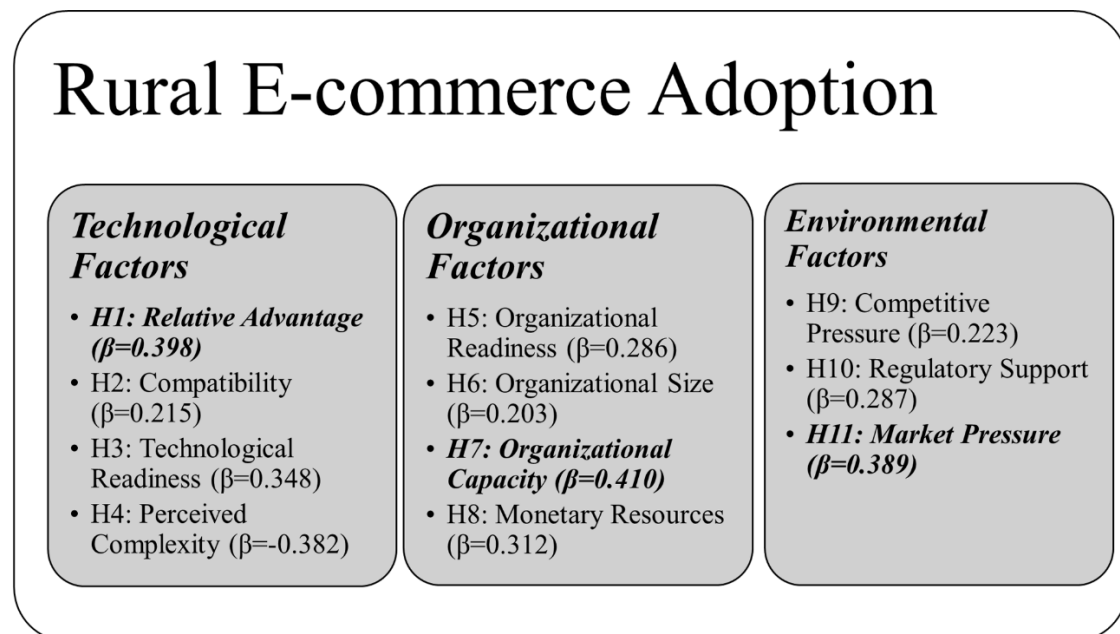 Rural E-commerce Adoption
Technological
Factors
• H1: Relative Advantage
(β=0.398)
• H2: Compatibility
(β=0.215)
• H3: Technological
Readiness (β=0.348)
• H4: Perceived
Complexity (β=-0.382)
Organizational
Factors
• H5: Organizational
Readiness (β=0.286)
• H6: Organizational Size
(β=0.203)
• H7: Organizational
Capacity (β=0.410)
• H8: Monetary Resources
(β=0.312)
Environmental
Factors
• H9: Competitive
Pressure (β=0.223)
• H10: Regulatory Support
(β=0.287)
• H11: Market Pressure
(β=0.389)